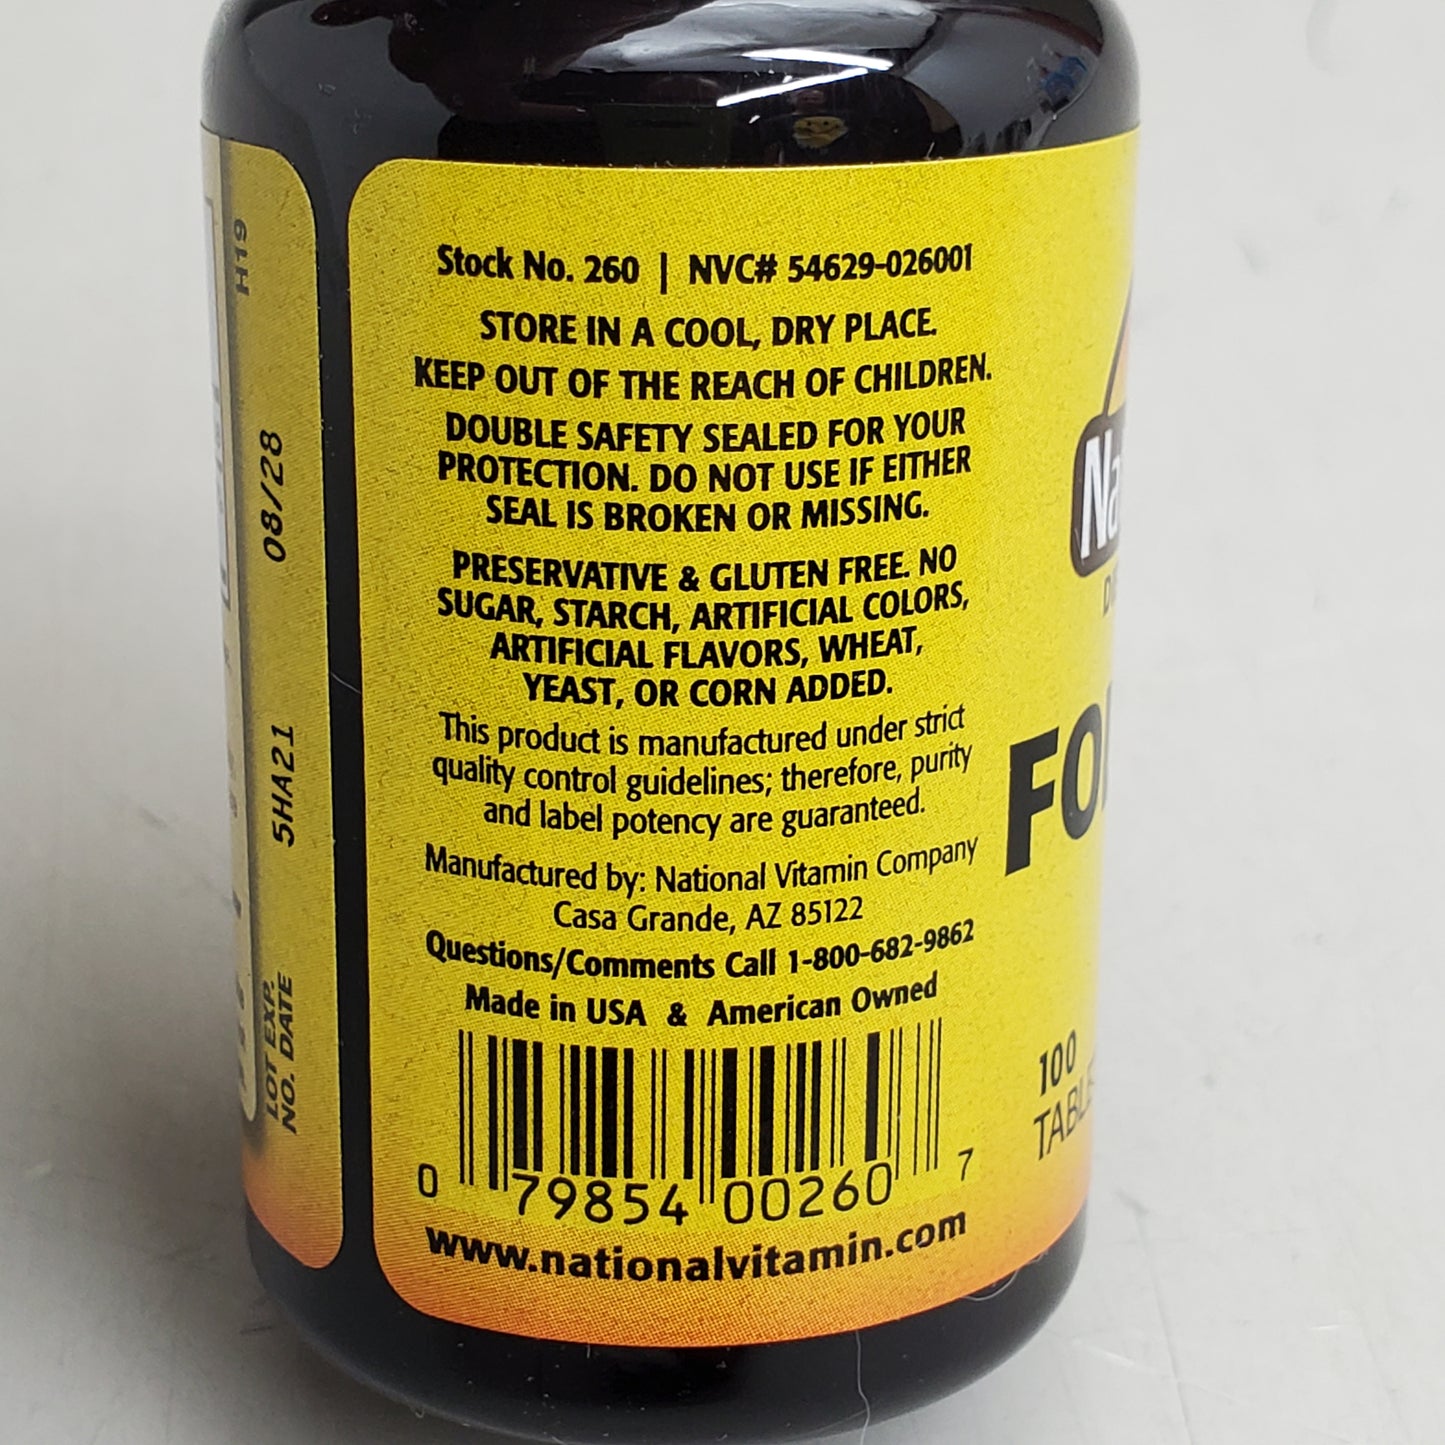 H19
08/28
5HA21
LOT EXP.
NO. DATE
Stock No. 260 | NVC# 54629-026001
STORE IN A COOL, DRY PLACE.
KEEP OUT OF THE REACH OF CHILDREN.
DOUBLE SAFETY SEALED FOR YOUR
PROTECTION. DO NOT USE IF EITHER
SEAL IS BROKEN OR MISSING.
PRESERVATIVE & GLUTEN FREE. NO
SUGAR, STARCH, ARTIFICIAL COLORS,
ARTIFICIAL FLAVORS, WHEAT,
YEAST, OR CORN ADDED.
This product is manufactured under strict
quality control guidelines; therefore, purity
and label potency are guaranteed.
Manufactured by: National Vitamin Company
Casa Grande, AZ 85122
Questions/Comments Call 1-800-682-9862
Made in USA & American Owned
0 79854 00260 7
www.nationalvitamin.com
100